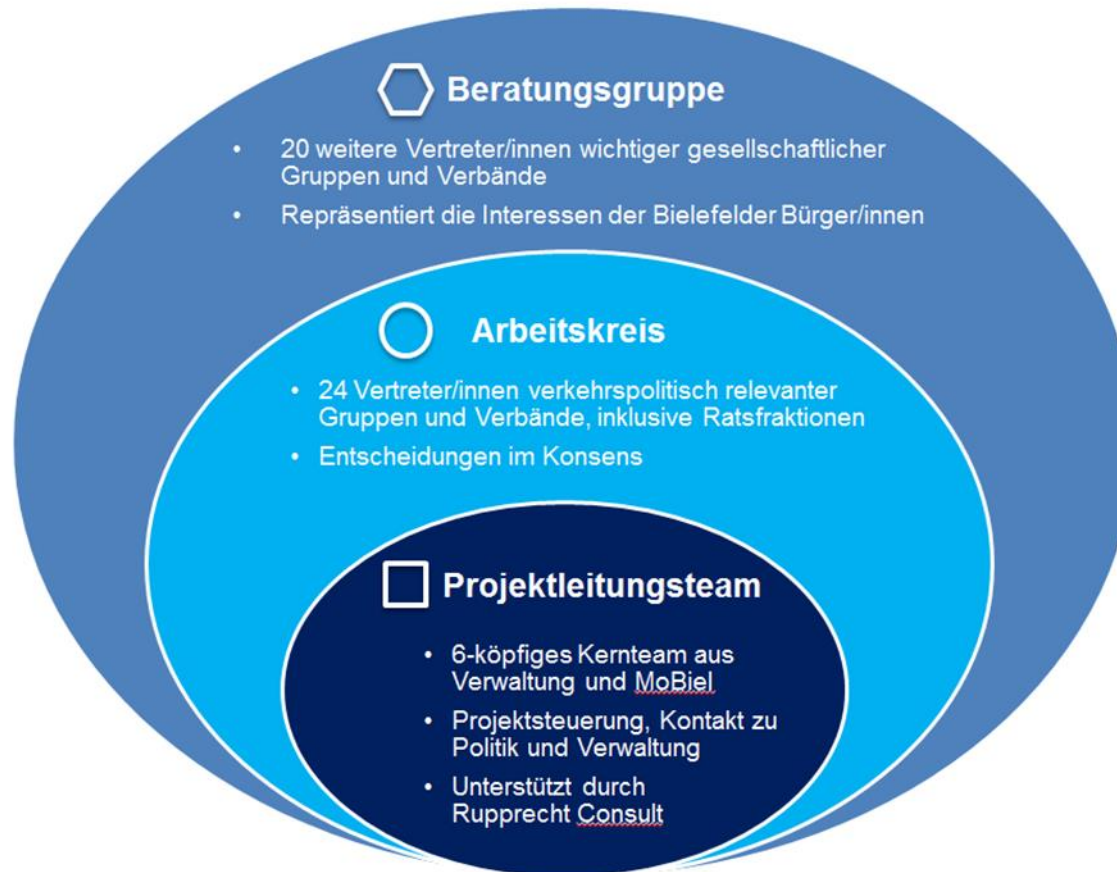 Beratungsgruppe
• 20 weitere Vertreter/innen wichtiger gesellschaftlicher
Gruppen und Verbände
• Repräsentiert die Interessen der Bielefelder Bürger/innen
Arbeitskreis
• 24 Vertreter/innen verkehrspolitisch relevanter
Gruppen und Verbände, inklusive Ratsfraktionen
• Entscheidungen im Konsens
Projektleitungsteam
• 6-köpfiges Kernteam aus
Verwaltung und MoBiel
• Projektsteuerung, Kontakt zu
Politik und Verwaltung
• Unterstützt durch
Rupprecht Consult